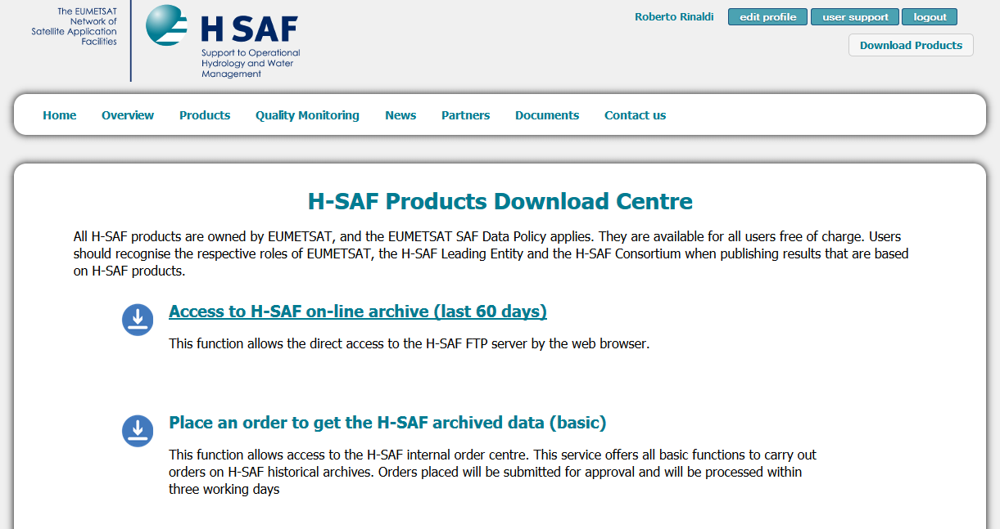 The EUMETSAT
Network of
Satellite Application
Facilities
H SAF
Support to Operational
Hydrology and Water
Management
Roberto Rinaldi
edit profile
user support
logout
Download Products
Home
Overview
Products
Quality Monitoring
News
Partners
Documents
Contact us
H-SAF Products Download Centre
All H-SAF products are owned by EUMETSAT, and the EUMETSAT SAF Data Policy applies. They are available for all users free of charge. Users
should recognise the respective roles of EUMETSAT, the H-SAF Leading Entity and the H-SAF Consortium when publishing results that are based
on H-SAF products.
Access to H-SAF on-line archive (last 60 days)
This function allows the direct access to the H-SAF FTP server by the web browser.
Place an order to get the H-SAF archived data (basic)
This function allows access to the H-SAF internal order centre. This service offers all basic functions to carry out
orders on H-SAF historical archives. Orders placed will be submitted for approval and will be processed within
three working days